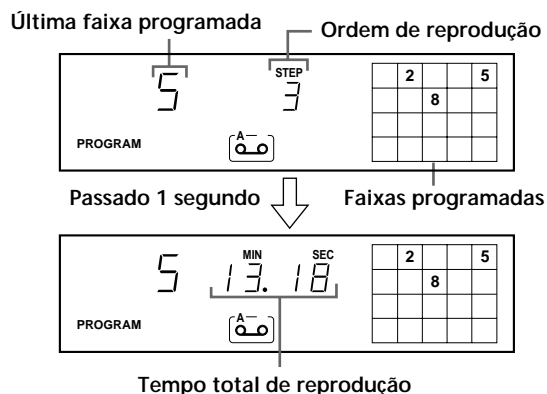 Última faixa programada
Ordem de reprodução
STEP
5 3
2 5
8
PROGRAM
A
Passado 1 segundo
Faixas programadas
MIN SEC
5 13. 18
2 5
8
PROGRAM
A
Tempo total de reprodução